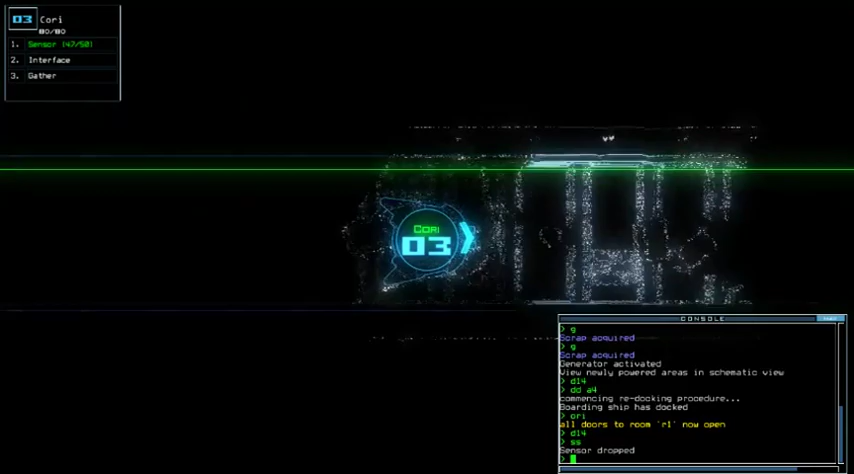 03 Cori
80/80
1. Sensor (47/50)
2. Interface
3. Gather
Cori
03
CONSOLE
> g
Scrap acquired
> g
Scrap acquired
Generator activated
View newly powered areas in schematic view
> d14
> dd a4
commencing re-docking procedure...
Boarding ship has docked
> ori
all doors to room `r1` now open
> d14
> ss
Sensor dropped
>